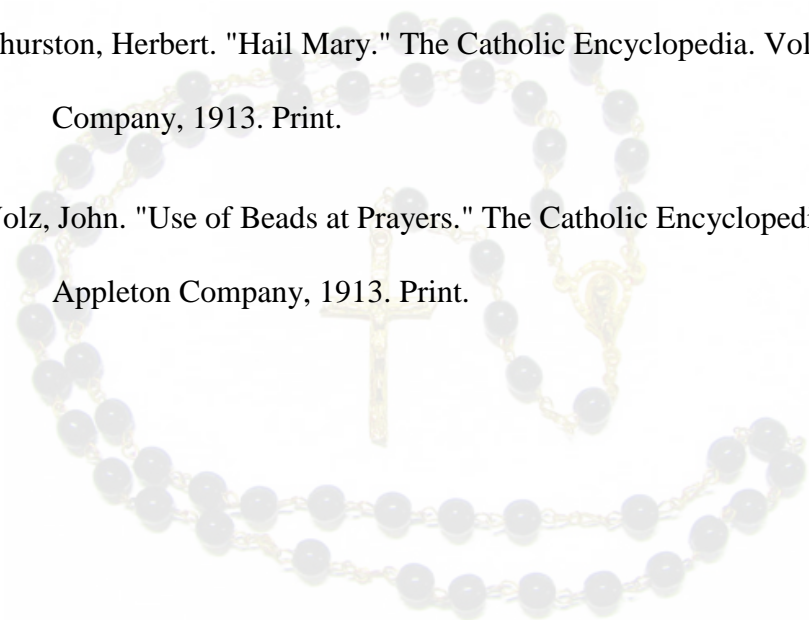 hurston, Herbert. "Hail Mary." The Catholic Encyclopedia. Vol
Company, 1913. Print.
olz, John. "Use of Beads at Prayers." The Catholic Encyclopedi
Appleton Company, 1913. Print.